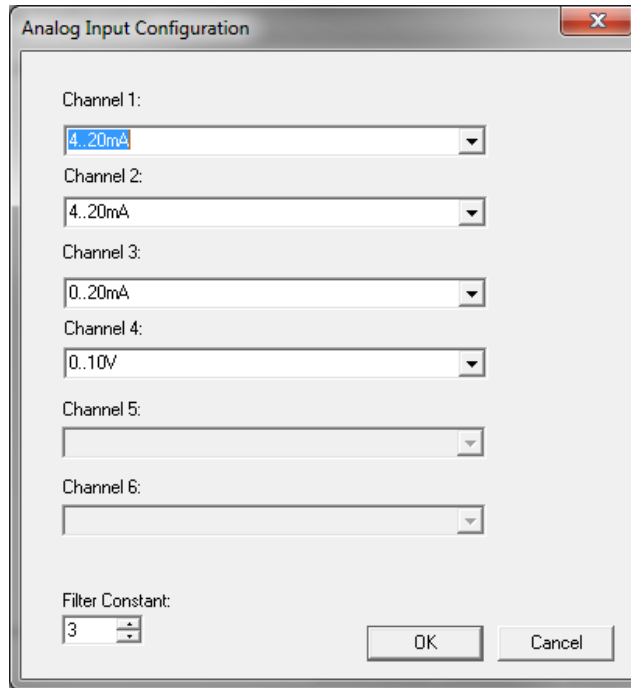 Analog Input Configuration
Channel 1:
4..20mA
Channel 2:
4..20mA
Channel 3:
0..20mA
Channel 4:
0..10V
Channel 5:
Channel 6:
Filter Constant:
3
OK
Cancel